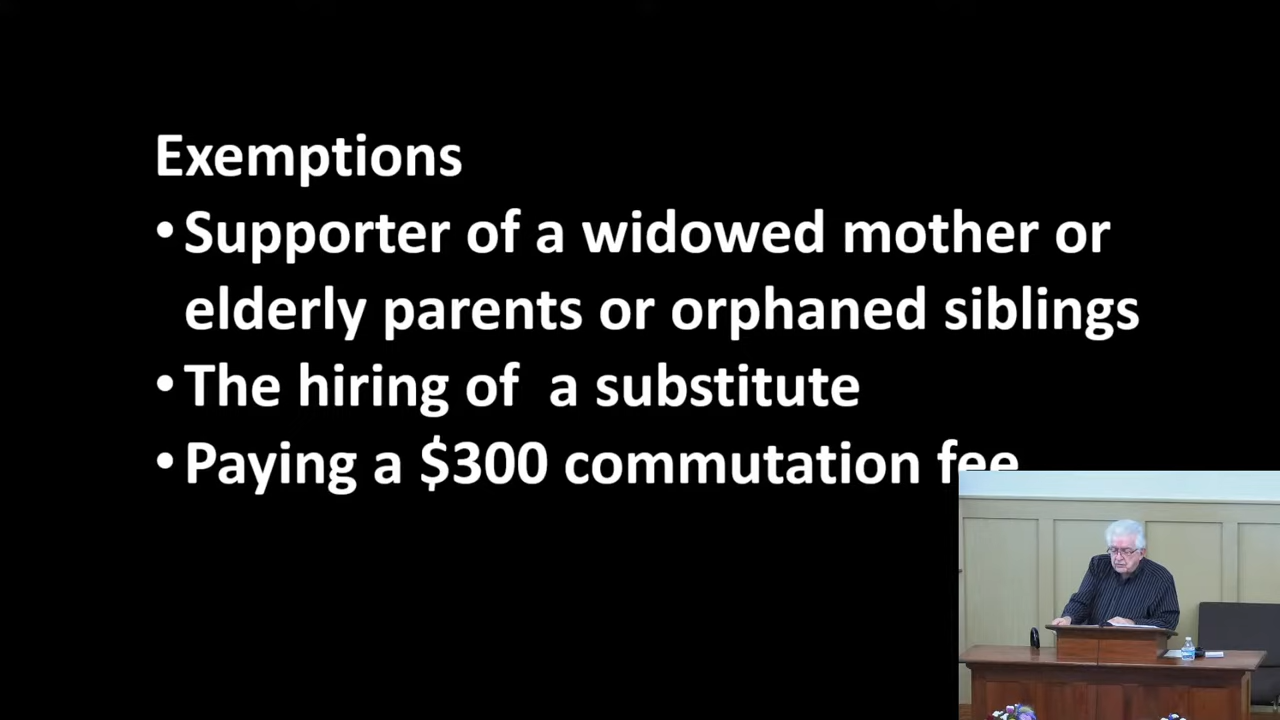 Exemptions
• Supporter of a widowed mother or
elderly parents or orphaned siblings
• The hiring of  a substitute
• Paying a $300 commutation fee